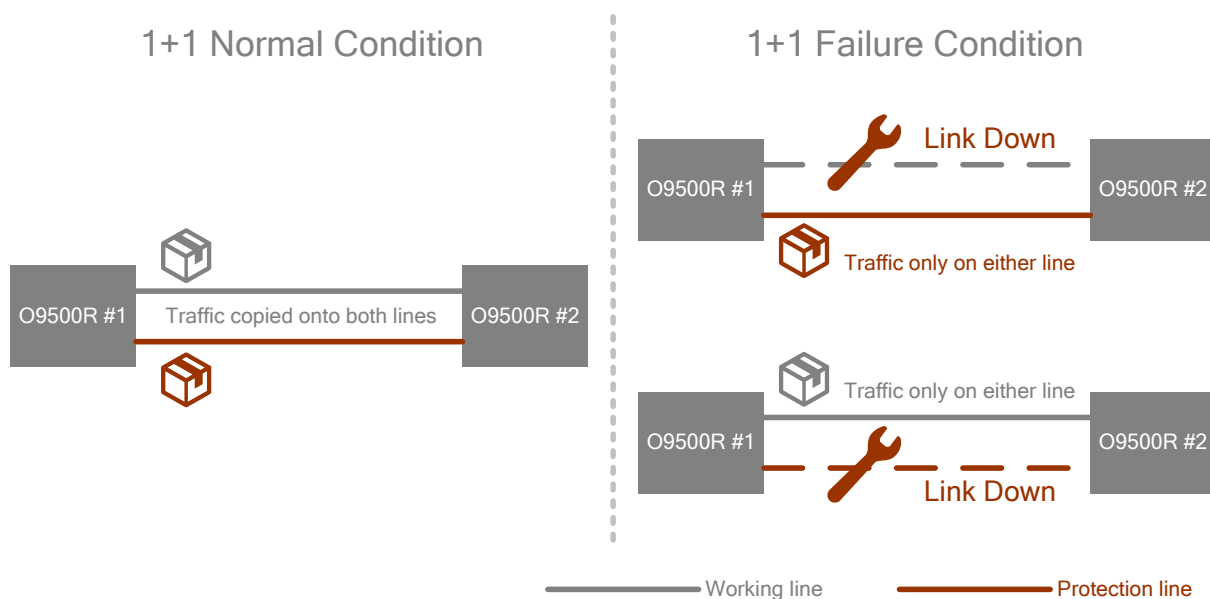 1+1 Normal Condition
O9500R #1
Traffic copied onto both lines
O9500R #2
1+1 Failure Condition
Link Down
O9500R #1
O9500R #2
Traffic only on either line
Traffic only on either line
O9500R #1
O9500R #2
Link Down
Working line
Protection line